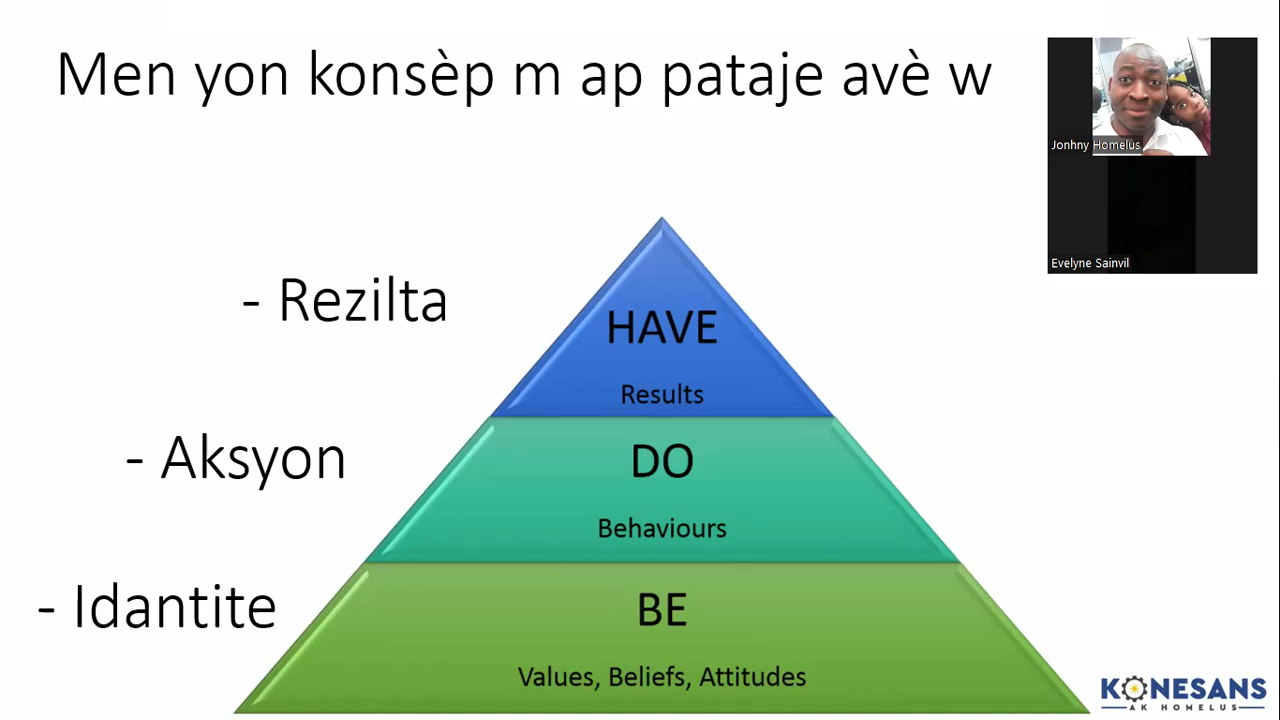 Men yon konsèp m ap pataje avè w
Jonhny Homelus
Evelyne Sainvil
- Rezilta
HAVE
Results
- Aksyon
DO
Behaviours
- Idantite
BE
Values, Beliefs, Attitudes
KONESANS
AK HOMELUS